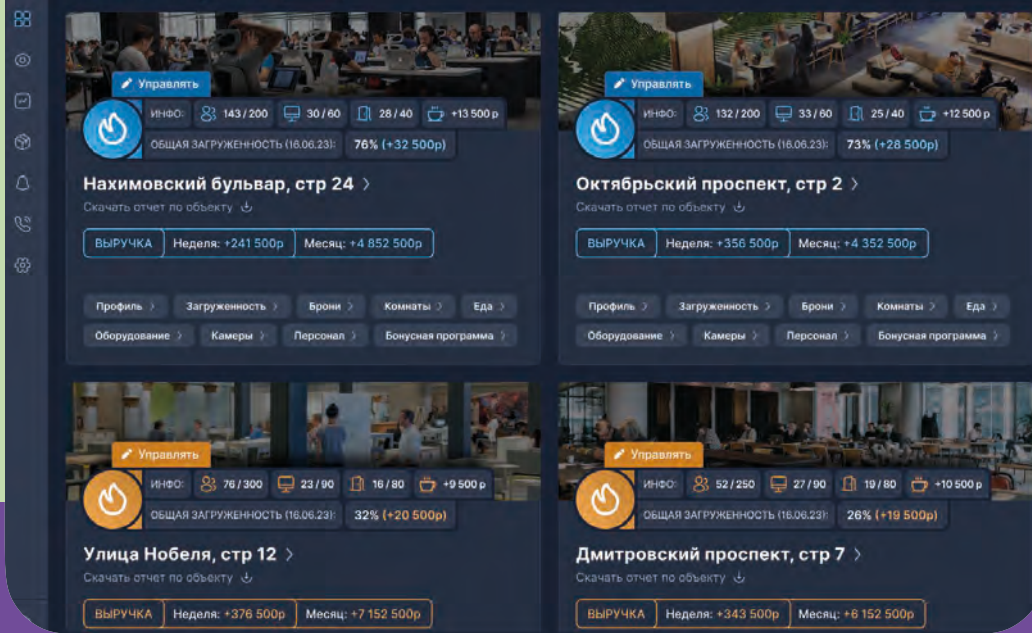 Управлять
ИНФО: 143/200 30/60 28/40 +13 500 р
ОБЩАЯ ЗАГРУЖЕННОСТЬ (16.06.23): 76% (+32 500р)
Нахимовский бульвар, стр 24 >
Скачать отчет по объекту
ВЫРУЧКА Неделя: +241 500р Месяц: +4 852 500р
Профиль > Загруженность > Брони > Комнаты > Еда >
Оборудование > Камеры > Персонал > Бонусная программа >
Управлять
ИНФО: 132/200 33/60 25/40 +12 500 р
ОБЩАЯ ЗАГРУЖЕННОСТЬ (16.06.23): 73% (+28 500р)
Октябрьский проспект, стр 2 >
Скачать отчет по объекту
ВЫРУЧКА Неделя: +356 500р Месяц: +4 352 500р
Профиль > Загруженность > Брони > Комнаты > Еда >
Оборудование > Камеры > Персонал > Бонусная программа >
Управлять
ИНФО: 76/300 23/90 16/80 +9 500 р
ОБЩАЯ ЗАГРУЖЕННОСТЬ (16.06.23): 32% (+20 500р)
Улица Нобеля, стр 12 >
Скачать отчет по объекту
ВЫРУЧКА Неделя: +376 500р Месяц: +7 152 500р
Управлять
ИНФО: 52/250 27/90 19/80 +10 500 р
ОБЩАЯ ЗАГРУЖЕННОСТЬ (16.06.23): 26% (+19 500р)
Дмитровский проспект, стр 7 >
Скачать отчет по объекту
ВЫРУЧКА Неделя: +343 500р Месяц: +6 152 500р